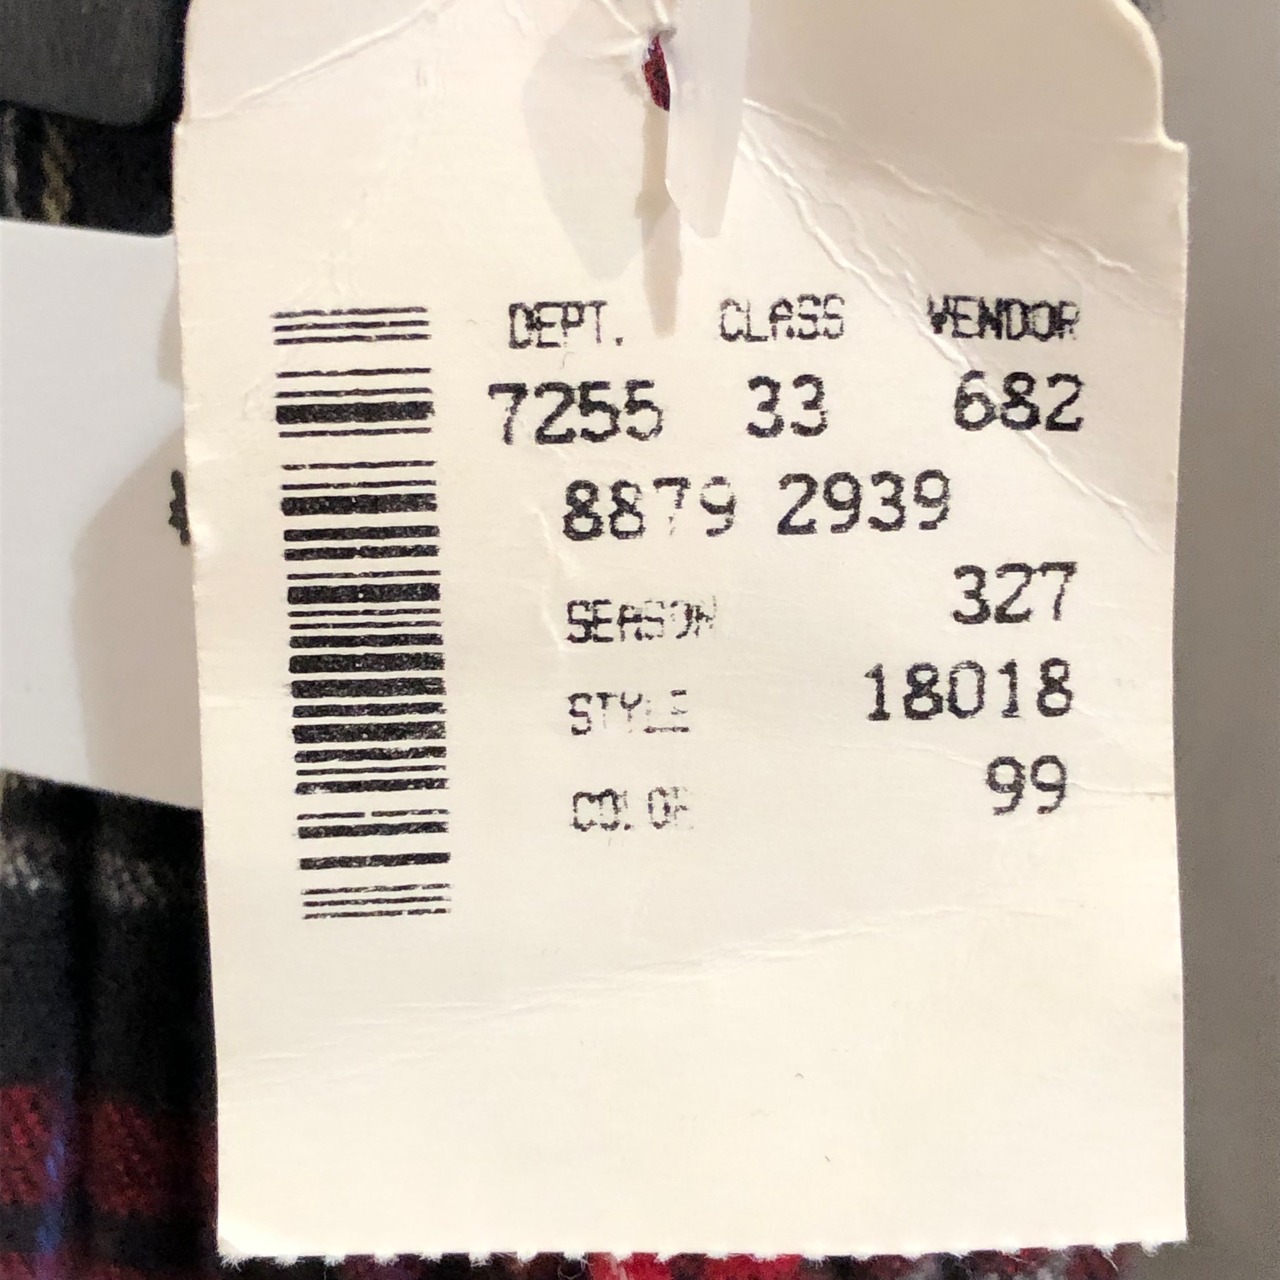 DEPT. CLASS VENDOR
7255 33 682
8879 2939
SEASON 327
STYLE 18018
COLOR 99